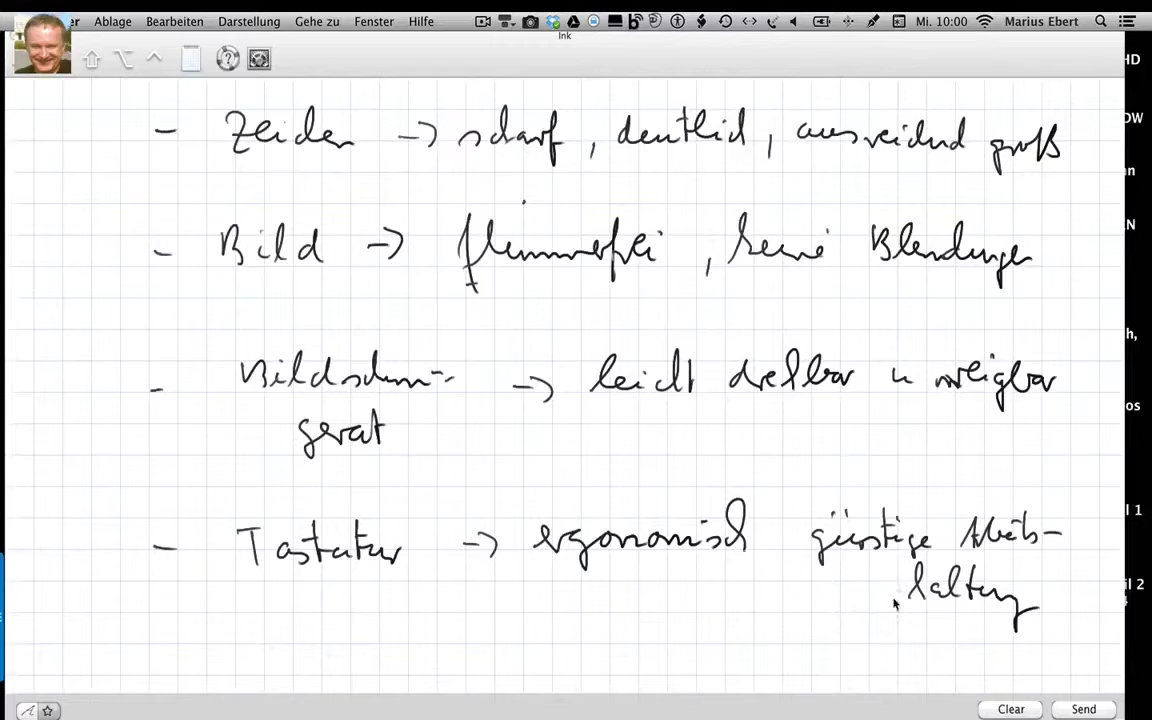 Ablage Bearbeiten Darstellung Gehe zu Fenster Hilfe Mi. 10:00 Marius Ebert
Ink
- Zeichen -> scharf, deutlich, ausreichend groß
- Bild -> flimmerfrei, keine Blendungen
- Bildschirm-
gerät -> leicht drehbar u neigbar
- Tastatur -> ergonomisch günstige Arbeits-
haltung
Clear Send